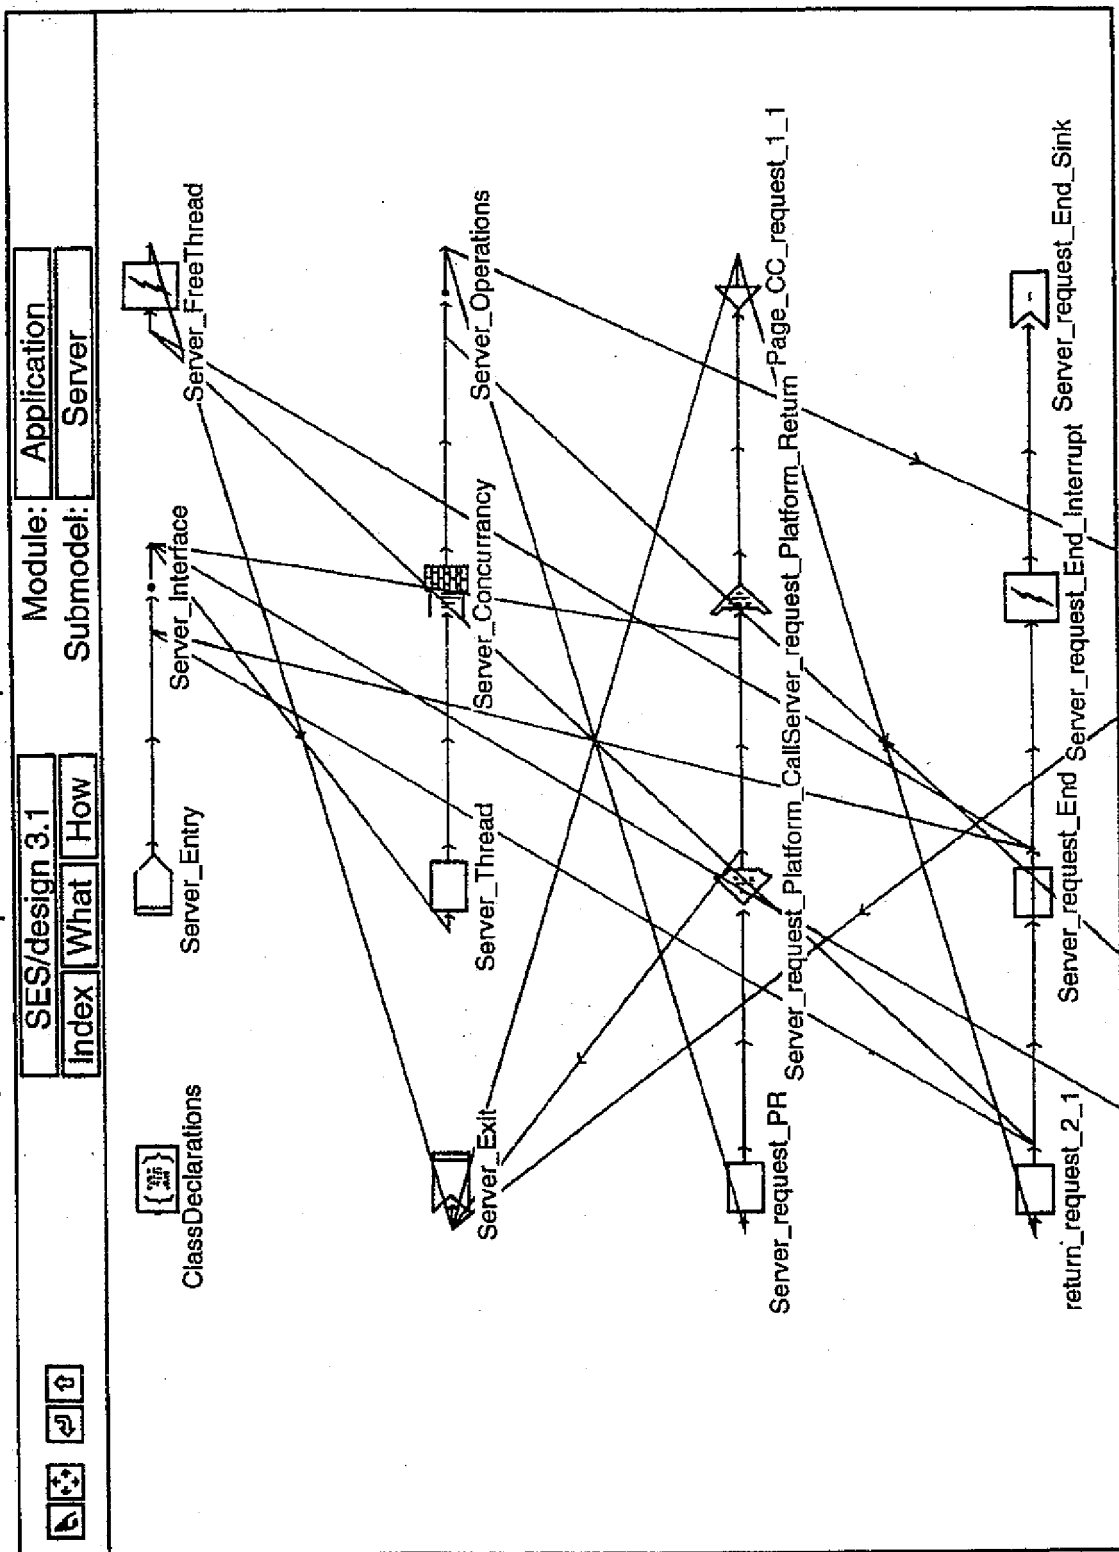 SES/design 3.1
Module: Application
Index What How
Submodel: Server
ClassDeclarations
Server_Entry
Server_Interface
Server_FreeThread
Server_Exit
Server_Thread
Server_Concurrancy
Server_Operations
Server_request_PR
Server_request_Platform_CallServer_request_Platform_Return
Page_CC_request_1_1
return_request_2_1
Server_request_End
Server_request_End_Interrupt
Server_request_End_Sink